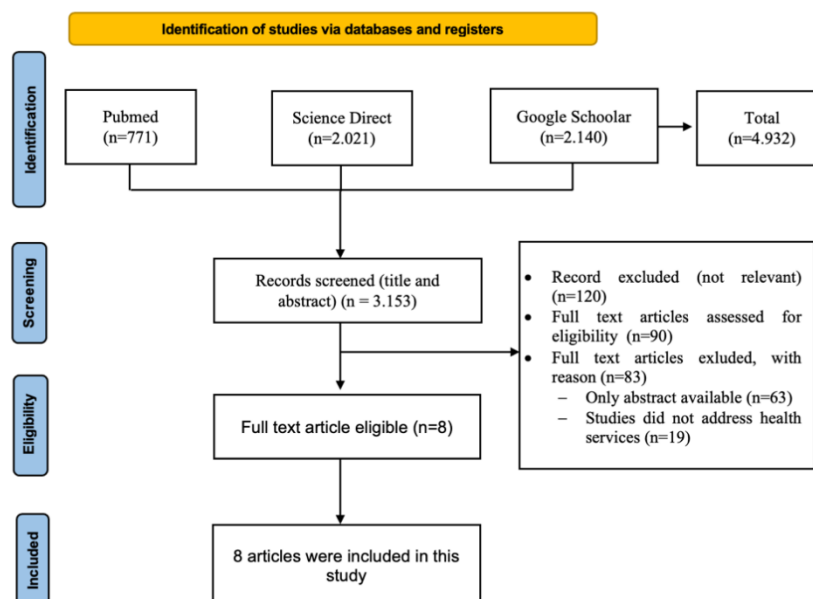 Identification of studies via databases and registers
Identification
Pubmed
(n=771)
Science Direct
(n=2.021)
Google Schoolar
(n=2.140)
Total
(n=4.932)
Screening
Records screened (title and
abstract) (n = 3.153)
• Record excluded (not relevant)
(n=120)
• Full text articles assessed for
eligibility (n=90)
• Full text articles exluded, with
reason (n=83)
− Only abstract available (n=63)
− Studies did not address health
services (n=19)
Eligibility
Full text article eligible (n=8)
Included
8 articles were included in this
study